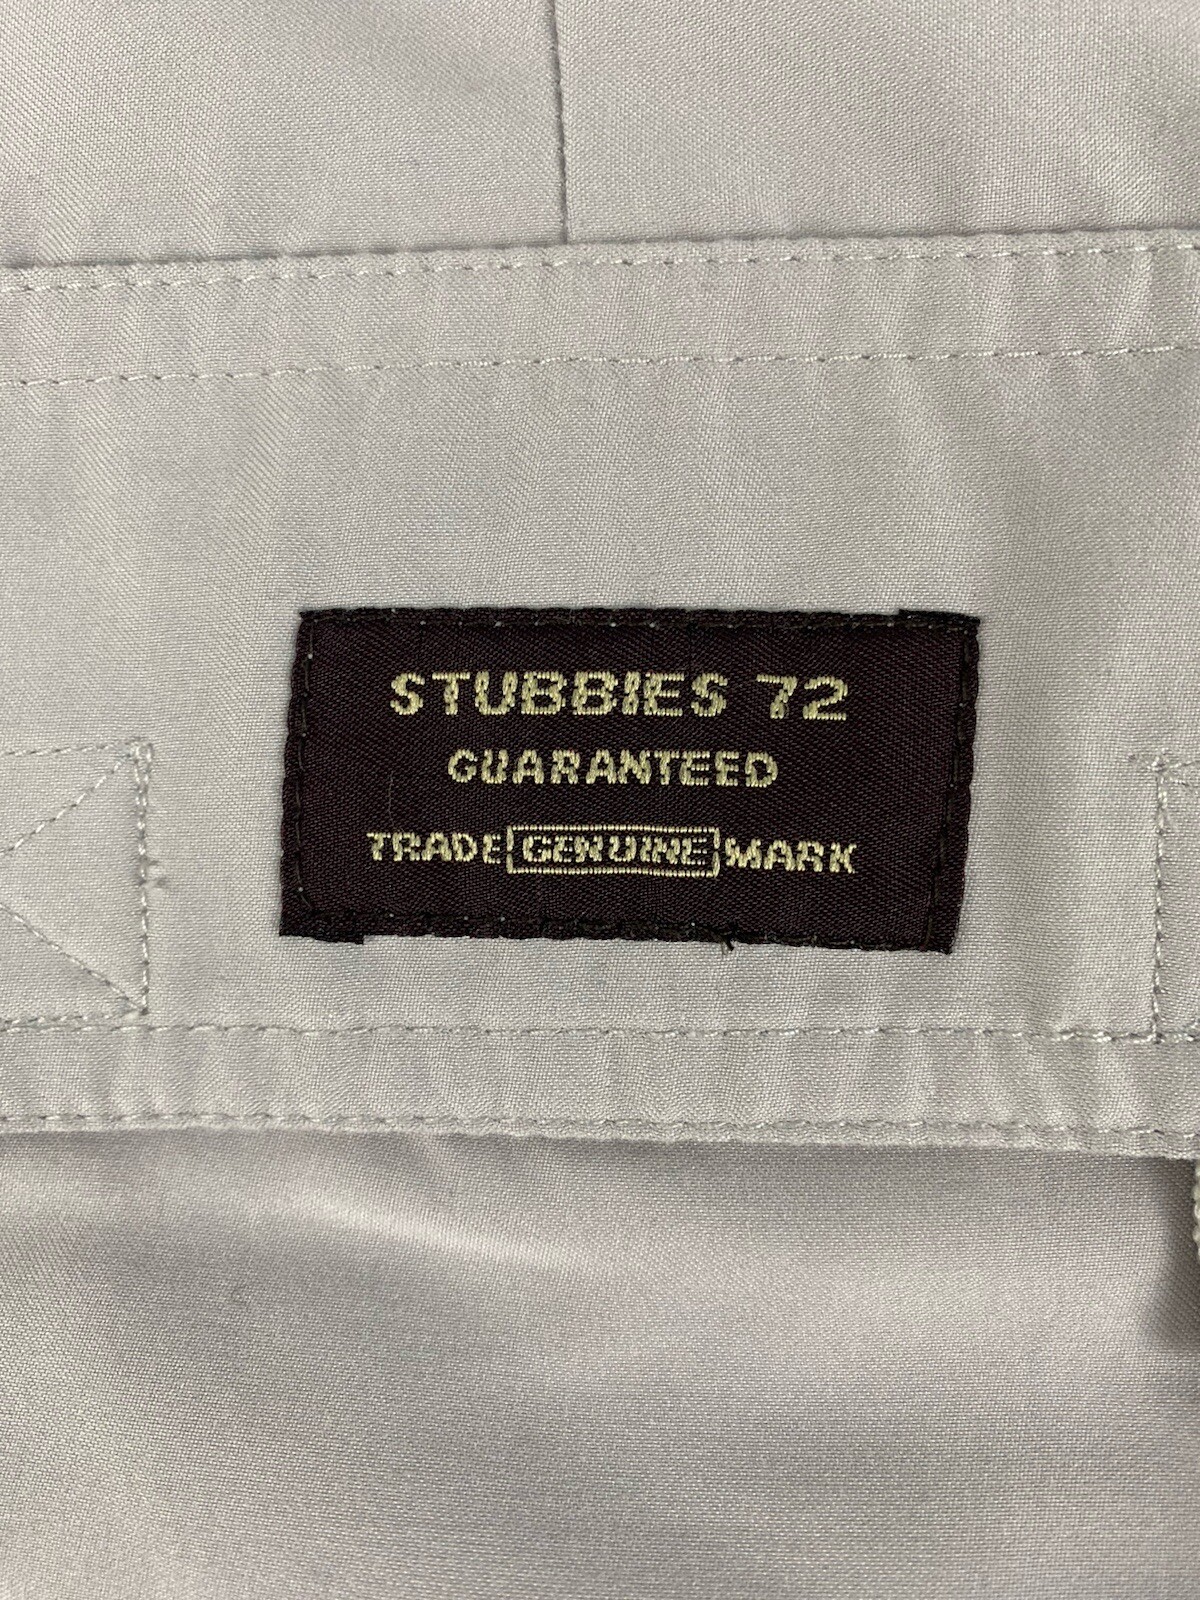 STUBBIES 72
GUARANTEED
TRADE GENUINE MARK